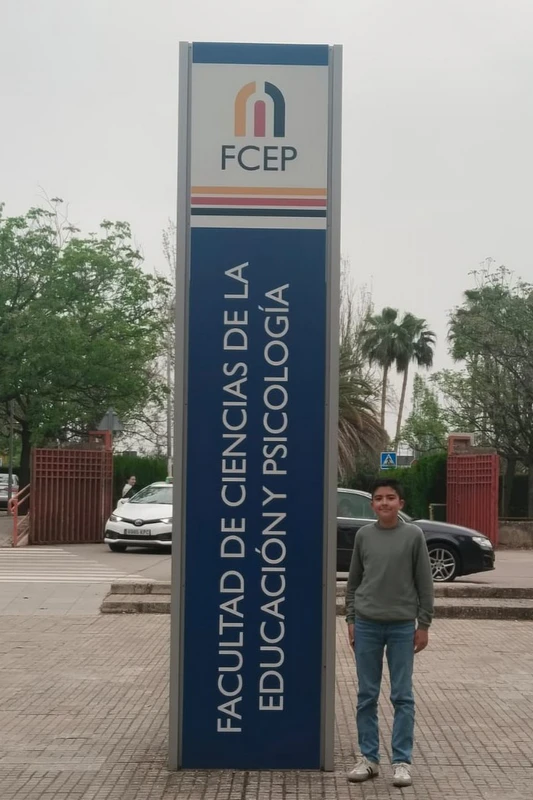 FCEP
FACULTAD DE CIENCIAS DE LA
EDUCACIÓN Y PSICOLOGÍA